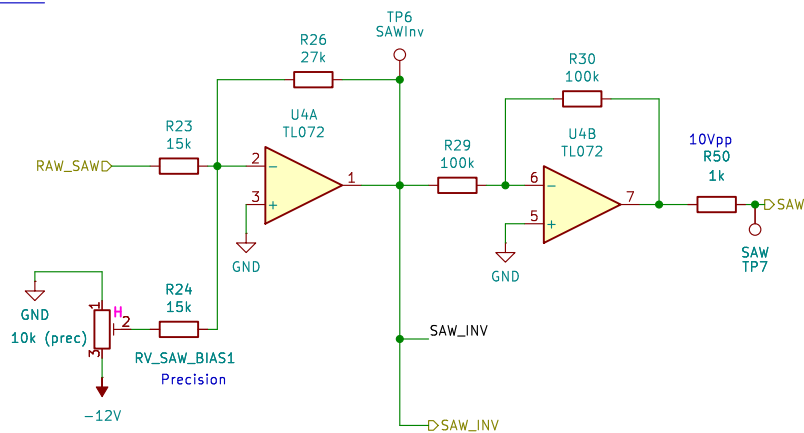 TP6
SAWInv
R26
27k
R30
100k
U4A
TL072
U4B
TL072
R23
15k
R29
100k
10Vpp
R50
1k
RAW_SAW
2
3
1
6
5
7
SAW
GND
GND
SAW
TP7
R24
15k
GND
1
H
2
3
10k (prec)
RV_SAW_BIAS1
Precision
SAW_INV
-12V
SAW_INV
−
+
−
+